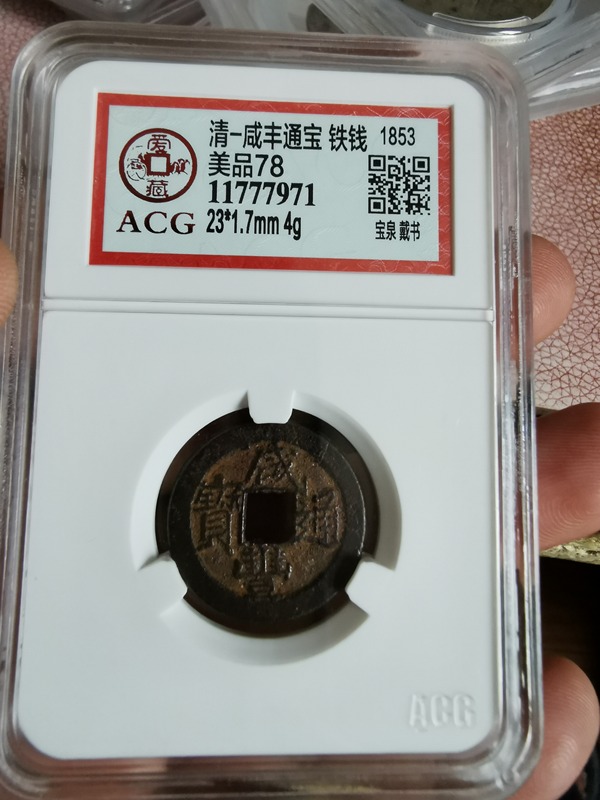 清-咸丰通宝 铁钱 1853
美品78
11777971
ACG 23*1.7mm 4g
宝泉 戴书
爱藏
咸豐通寶
ACG